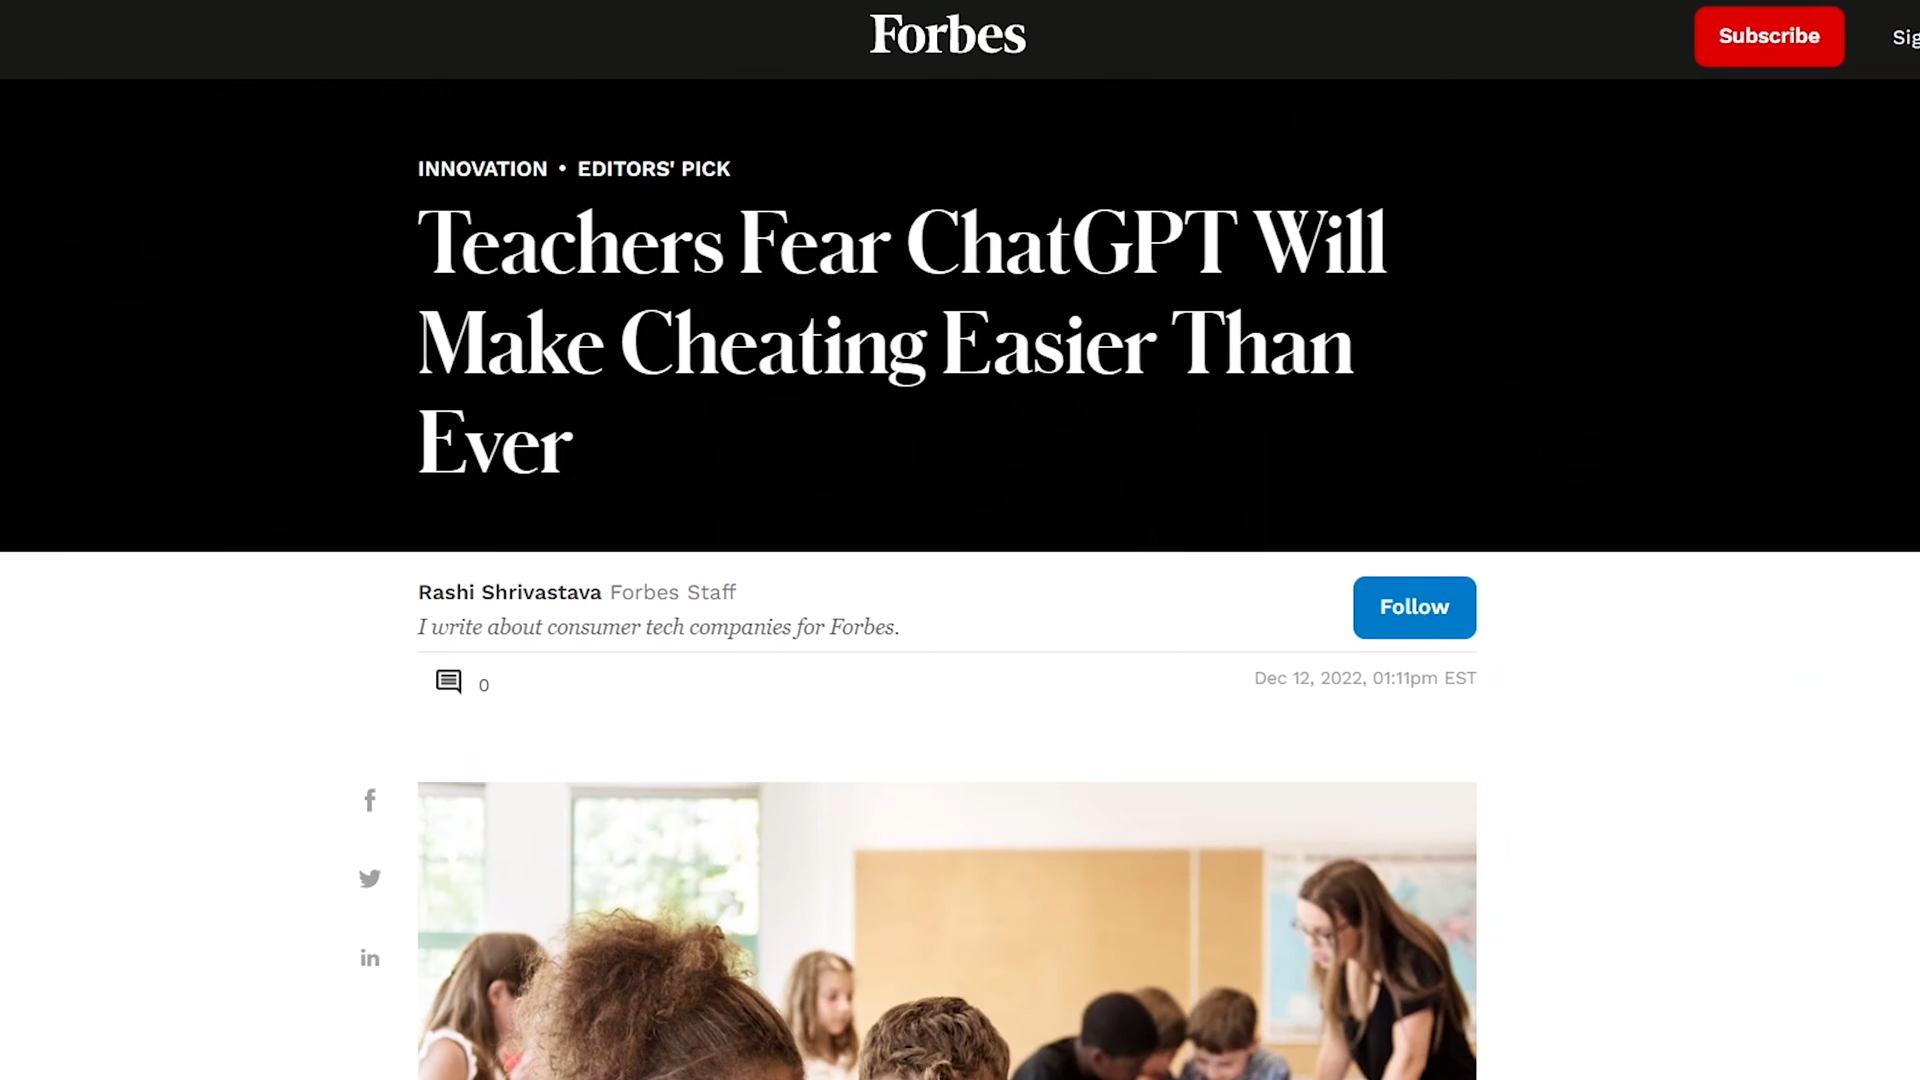 Forbes
Subscribe
INNOVATION • EDITORS' PICK
Teachers Fear ChatGPT Will
Make Cheating Easier Than
Ever
Rashi Shrivastava Forbes Staff
Follow
I write about consumer tech companies for Forbes.
0
Dec 12, 2022, 01:11pm EST
f
in